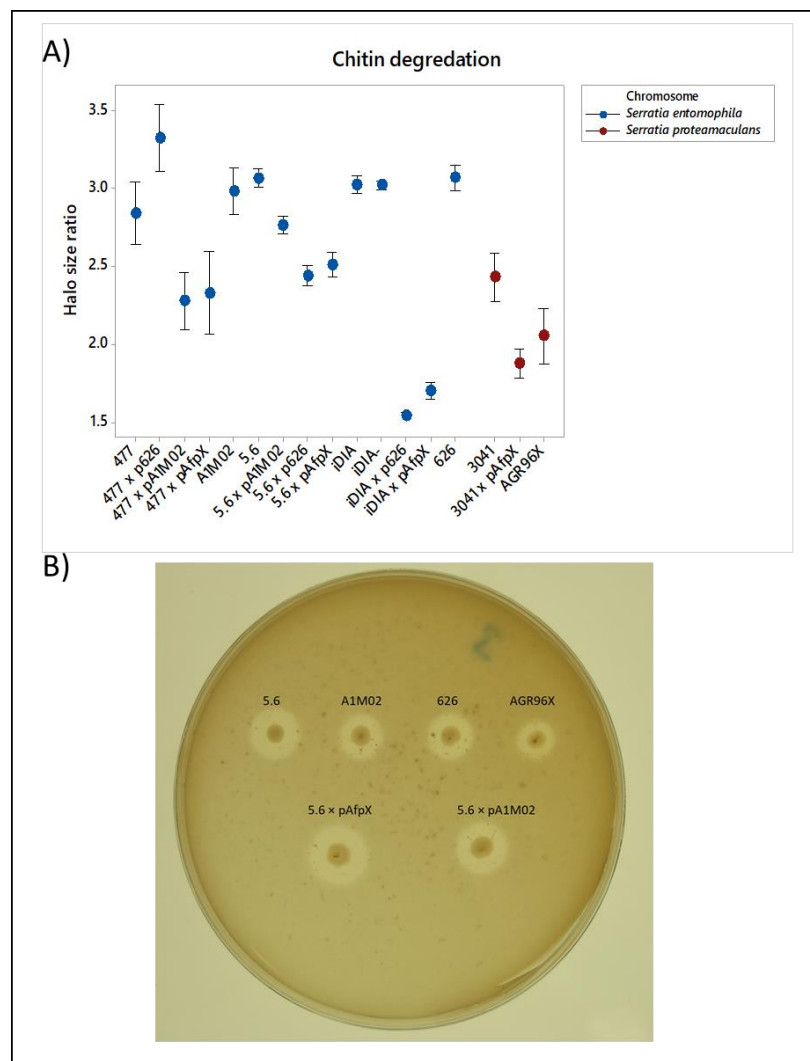 A)
Chitin degredation
Chromosome
Serratia entomophila
Serratia proteamaculans
3.5
3.0
2.5
2.0
1.5
Halo size ratio
477
477 x p626
477 x pA1M02
477 x pAfpX
A1M02
5.6
5.6 x pA1M02
5.6 x p626
5.6 x pAfpX
iDIA
iDIA-
iDIA x p626
iDIA x pAfpX
626
3041
3041 x pAfpX
AGR96X
B)
5.6 A1M02 626 AGR96X
5.6 × pAfpX 5.6 × pA1M02